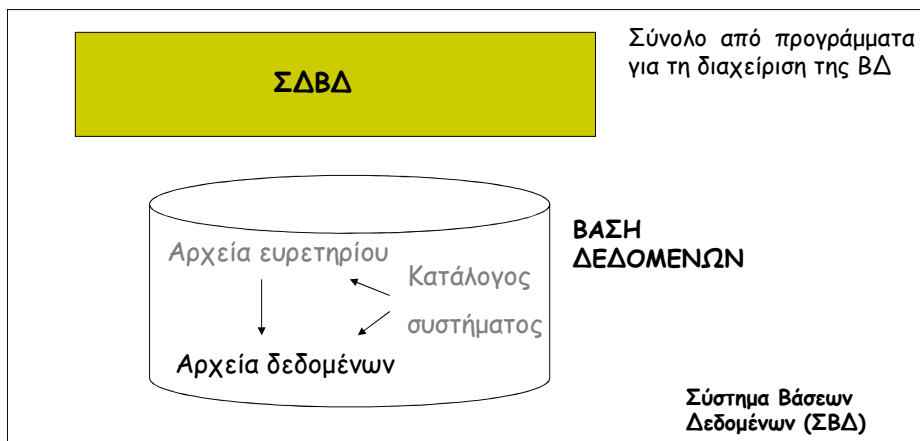 Σύνολο από προγράμματα
για τη διαχείριση της ΒΔ
ΣΔΒΔ
ΒΑΣΗ
ΔΕΔΟΜΕΝΩΝ
Αρχεία ευρετηρίου
Κατάλογος
συστήματος
Αρχεία δεδομένων
Σύστημα Βάσεων
Δεδομένων (ΣΒΔ)